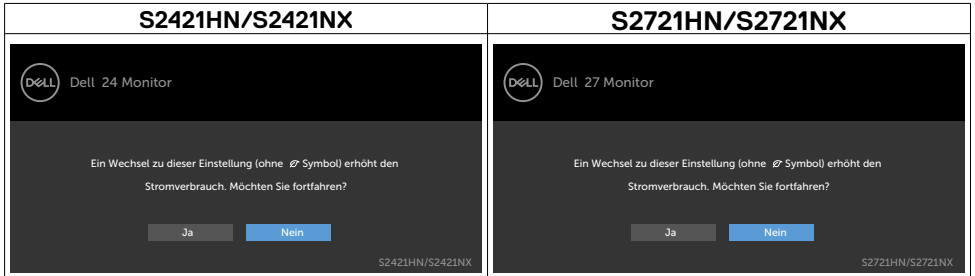 S2421HN/S2421NX
S2721HN/S2721NX
DELL
Dell 24 Monitor
Ein Wechsel zu dieser Einstellung (ohne Symbol) erhöht den
Stromverbrauch. Möchten Sie fortfahren?
Ja
Nein
S2421HN/S2421NX
DELL
Dell 27 Monitor
Ein Wechsel zu dieser Einstellung (ohne Symbol) erhöht den
Stromverbrauch. Möchten Sie fortfahren?
Ja
Nein
S2721HN/S2721NX